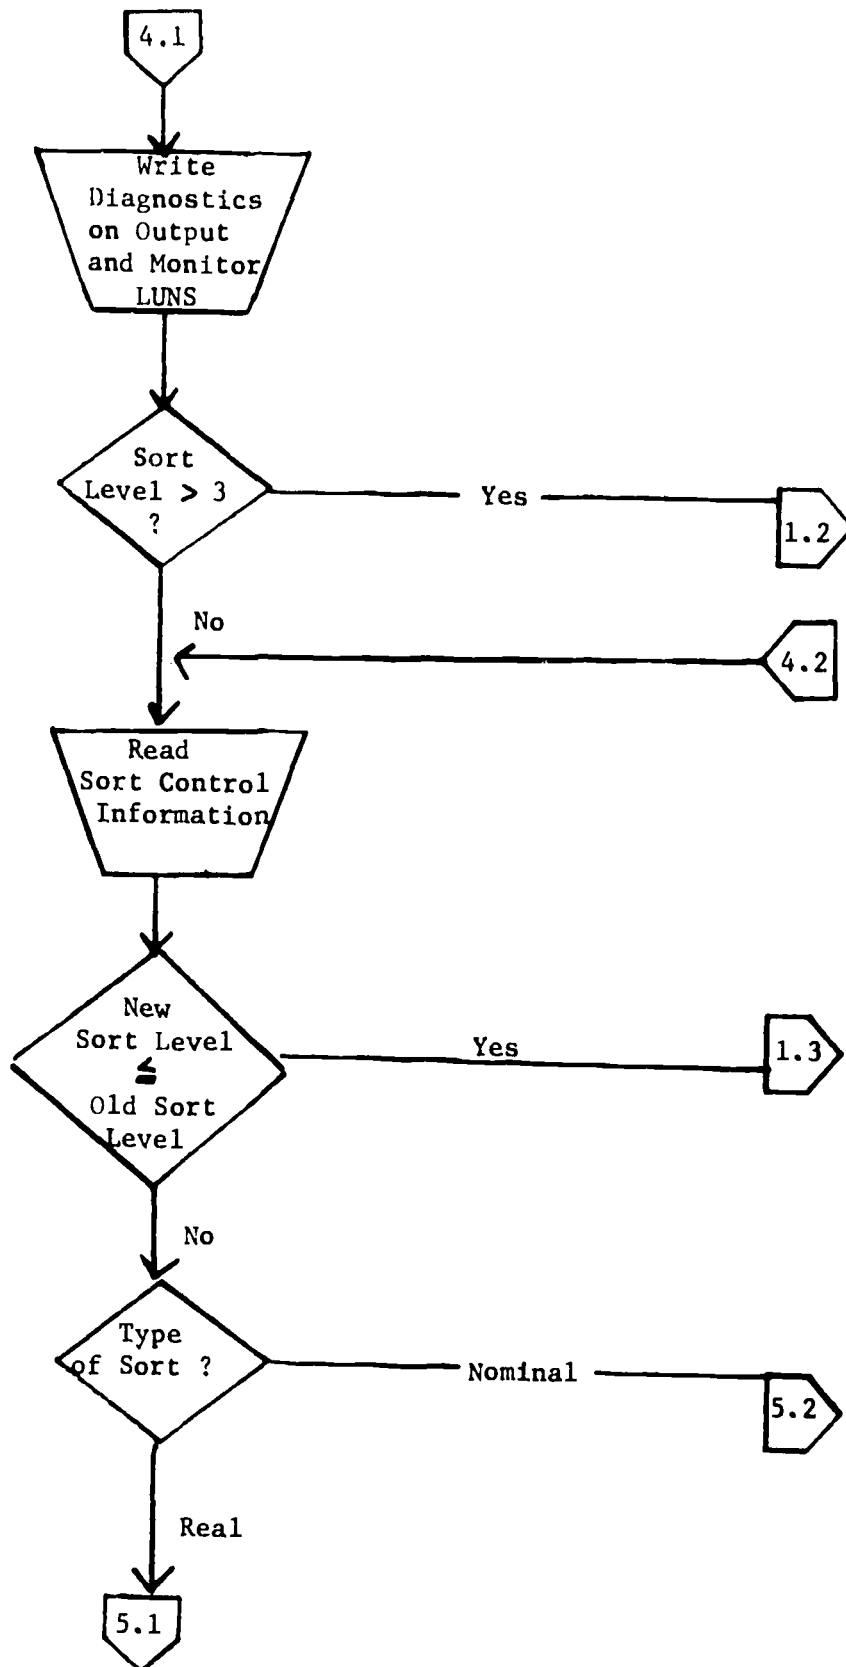 4.1
Write
Diagnostics
on Output
and Monitor
LUNS
Sort
Level > 3
?
Yes
1.2
No
4.2
Read
Sort Control
Information
New
Sort Level
≤
Old Sort
Level
Yes
1.3
No
Type
of Sort ?
Nominal
5.2
Real
5.1